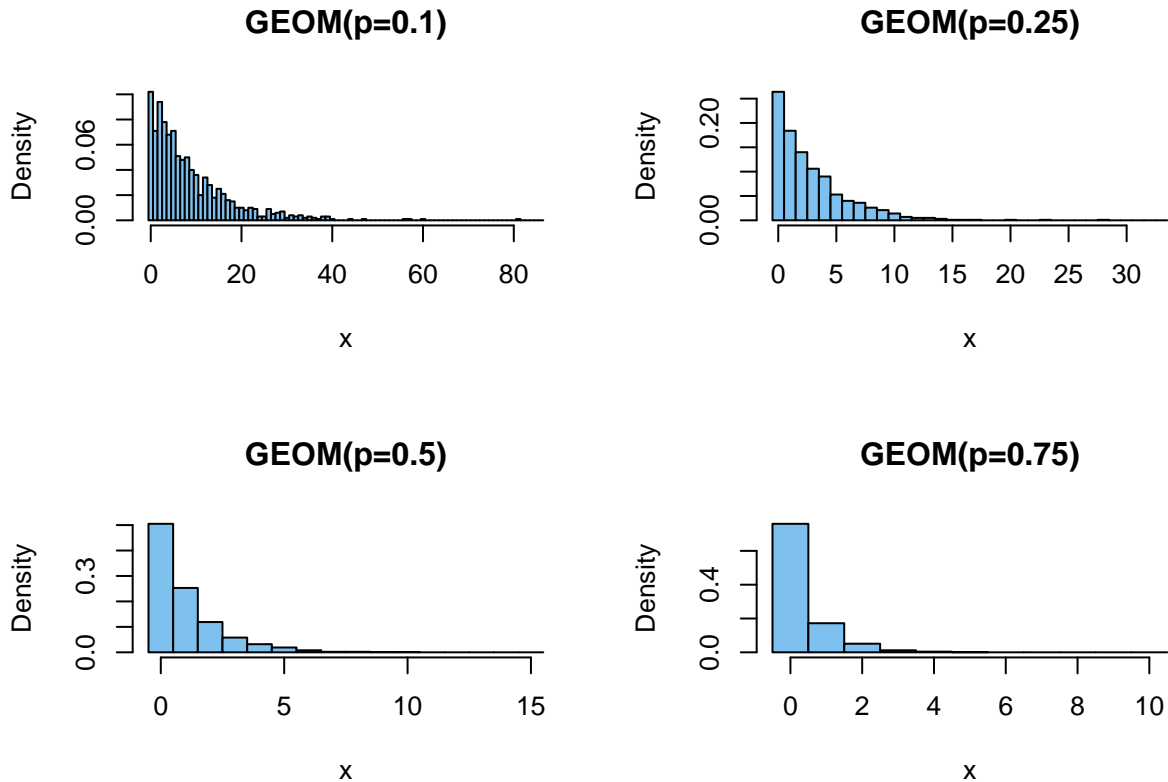 GEOM(p=0.1)
Density
0.00 0.06
0 20 40 60 80
x
GEOM(p=0.25)
Density
0.00 0.20
0 5 10 15 20 25 30
x
GEOM(p=0.5)
Density
0.0 0.3
0 5 10 15
x
GEOM(p=0.75)
Density
0.0 0.4
0 2 4 6 8 10
x